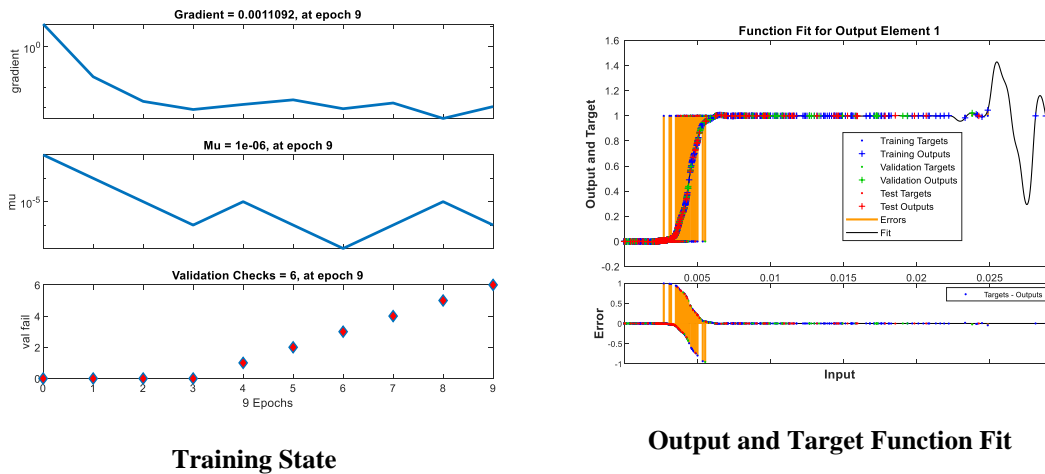 Gradient = 0.0011092, at epoch 9
10^0
gradient
Mu = 1e-06, at epoch 9
10^-5
mu
Validation Checks = 6, at epoch 9
6
4
2
0
val fail
0 1 2 3 4 5 6 7 8 9
9 Epochs
Training State
Function Fit for Output Element 1
1.6
1.4
1.2
1
0.8
0.6
0.4
0.2
0
-0.2
Output and Target
Training Targets
Training Outputs
Validation Targets
Validation Outputs
Test Targets
Test Outputs
Errors
Fit
0.005 0.01 0.015 0.02 0.025
1
0.5
0
-0.5
-1
Error
Targets - Outputs
Input
Output and Target Function Fit